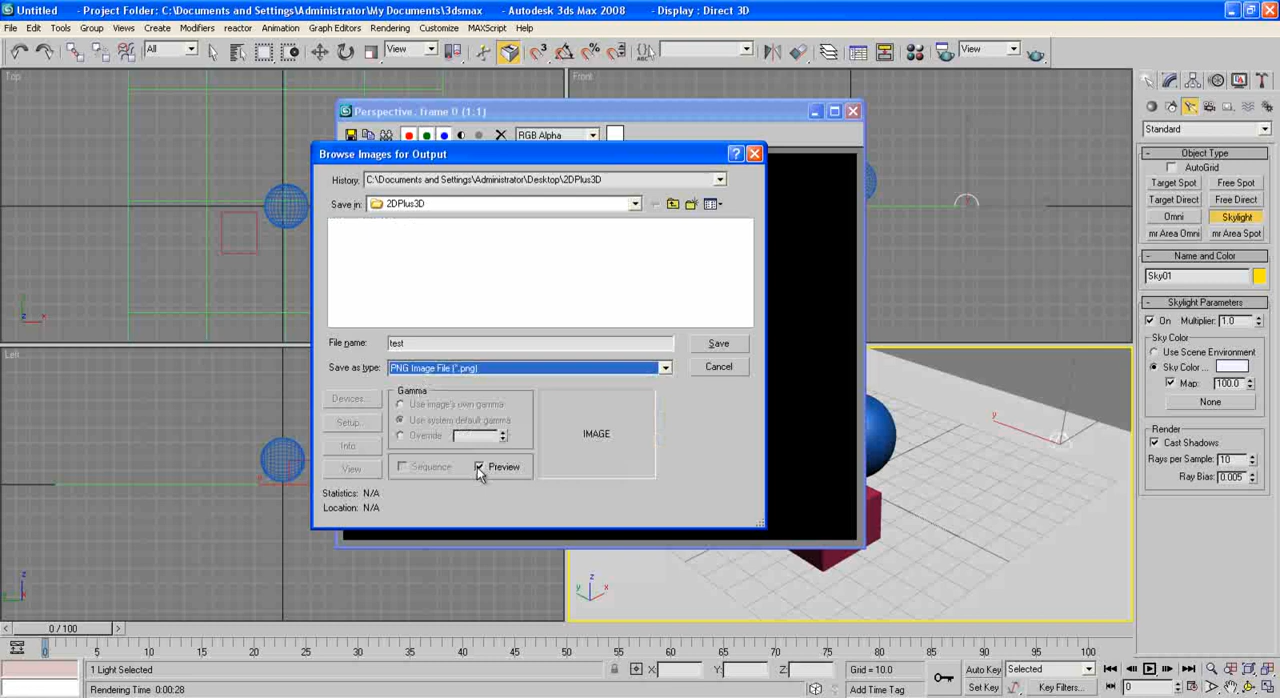 Untitled - Project Folder: C:\Documents and Settings\Administrator\My Documents\3dsmax - Autodesk 3ds Max 2008 - Display : Direct 3D
File Edit Tools Group Views Create Modifiers reactor Animation Graph Editors Rendering Customize MAXScript Help
All View View
Top
Front
Left
Perspective, frame 0 (1:1)
RGB Alpha
Browse Images for Output
History: C:\Documents and Settings\Administrator\Desktop\2DPlus3D
Save in: 2DPlus3D
File name: test Save
Save as type: PNG Image File (*.png) Cancel
Devices...
Setup...
Info
View
Gamma
Use image's own gamma
Use system default gamma
Override
Sequence Preview
IMAGE
Statistics: N/A
Location: N/A
Standard
- Object Type
AutoGrid
Target Spot Free Spot
Target Direct Free Direct
Omni Skylight
mr Area Omni mr Area Spot
- Name and Color
Sky01
- Skylight Parameters
On Multiplier: 1.0
Sky Color
Use Scene Environment
Sky Color...
Map: 100.0
None
Render
Cast Shadows
Rays per Sample: 10
Ray Bias: 0.005
z x
z y x
y
0 / 100
0 5 10 15 20 25 30 35 40 45 50 55 60 65 70 75 80 85 90 95 100
1 Light Selected X: Y: Z: Grid = 10.0 Auto Key Selected
Rendering Time 0:00:28 Add Time Tag Set Key Key Filters... 0